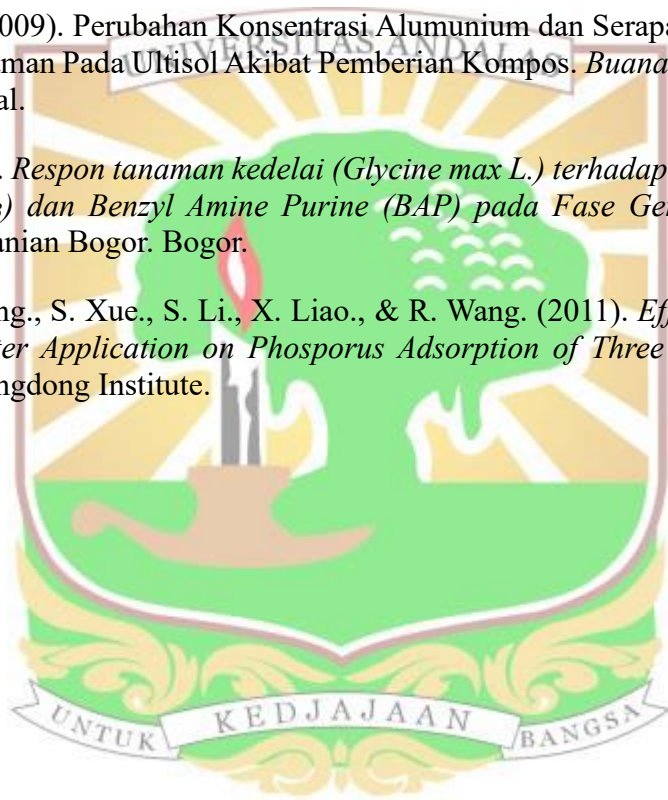 009). Perubahan Konsentrasi Alumunium dan Serapa
UNIVERSITAS ANDALAS
aman Pada Ultisol Akibat Pemberian Kompos. Buana
al.
. Respon tanaman kedelai (Glycine max L.) terhadap
) dan Benzyl Amine Purine (BAP) pada Fase Ge
anian Bogor. Bogor.
ng., S. Xue., S. Li., X. Liao., & R. Wang. (2011). Eff
ter Application on Phosporus Adsorption of Three
ngdong Institute.
UNTUK KEDJAJAAN BANGSA